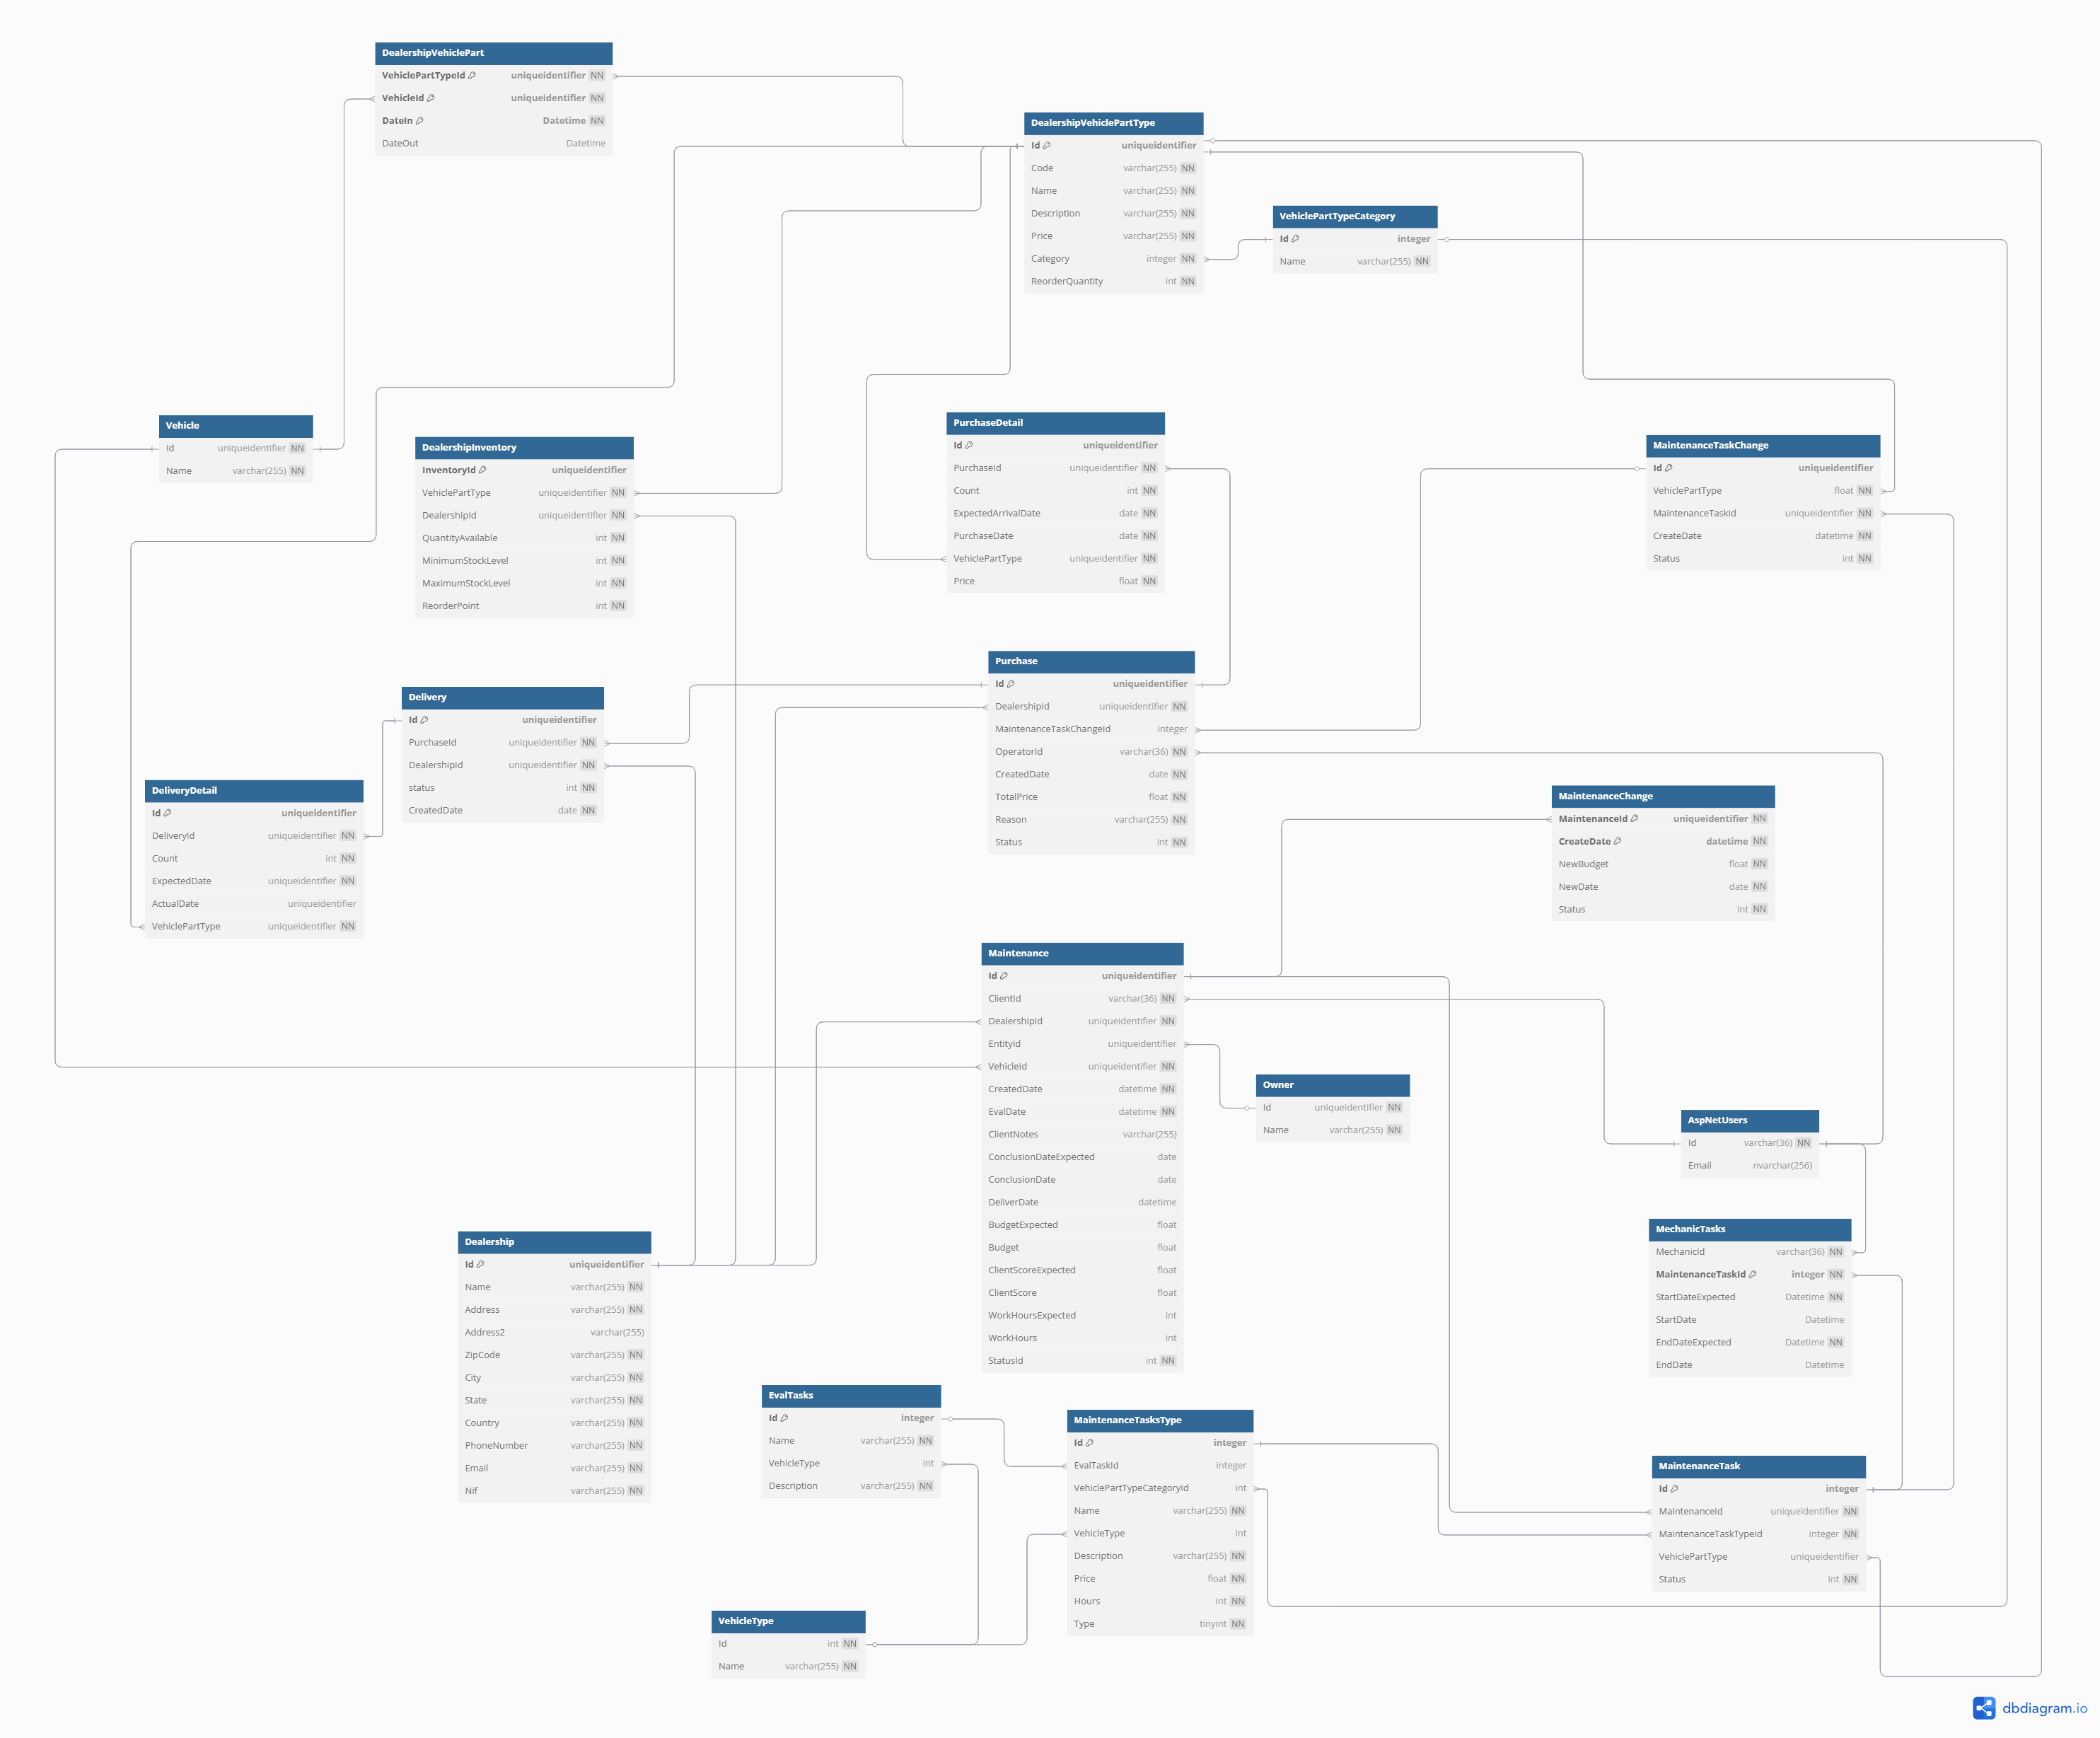 DealershipVehiclePart
VehiclePartTypeId uniqueidentifier NN
VehicleId uniqueidentifier NN
DateIn Datetime NN
DateOut Datetime
DealershipVehiclePartType
Id uniqueidentifier
Code varchar(255) NN
Name varchar(255) NN
Description varchar(255) NN
Price varchar(255) NN
Category integer NN
ReorderQuantity int NN
VehiclePartTypeCategory
Id integer
Name varchar(255) NN
Vehicle
Id uniqueidentifier NN
Name varchar(255) NN
DealershipInventory
InventoryId uniqueidentifier
VehiclePartType uniqueidentifier NN
DealershipId uniqueidentifier NN
QuantityAvailable int NN
MinimumStockLevel int NN
MaximumStockLevel int NN
ReorderPoint int NN
PurchaseDetail
Id uniqueidentifier
PurchaseId uniqueidentifier NN
Count int NN
ExpectedArrivalDate date NN
PurchaseDate date NN
VehiclePartType uniqueidentifier NN
Price float NN
MaintenanceTaskChange
Id uniqueidentifier
VehiclePartType float NN
MaintenanceTaskId uniqueidentifier NN
CreateDate datetime NN
Status int NN
Purchase
Id uniqueidentifier
DealershipId uniqueidentifier NN
MaintenanceTaskChangeId integer
OperatorId varchar(36) NN
CreatedDate date NN
TotalPrice float NN
Reason varchar(255) NN
Status int NN
Delivery
Id uniqueidentifier
PurchaseId uniqueidentifier NN
DealershipId uniqueidentifier NN
status int NN
CreatedDate date NN
DeliveryDetail
Id uniqueidentifier
DeliveryId uniqueidentifier NN
Count int NN
ExpectedDate uniqueidentifier NN
ActualDate uniqueidentifier
VehiclePartType uniqueidentifier NN
MaintenanceChange
MaintenanceId uniqueidentifier NN
CreateDate datetime NN
NewBudget float NN
NewDate date NN
Status int NN
Maintenance
Id uniqueidentifier
ClientId varchar(36) NN
DealershipId uniqueidentifier NN
EntityId uniqueidentifier
VehicleId uniqueidentifier NN
CreatedDate datetime NN
EvalDate datetime NN
ClientNotes varchar(255)
ConclusionDateExpected date
ConclusionDate date
DeliverDate datetime
BudgetExpected float
Budget float
ClientScoreExpected float
ClientScore float
WorkHoursExpected int
WorkHours int
StatusId int NN
Owner
Id uniqueidentifier NN
Name varchar(255) NN
AspNetUsers
Id varchar(36) NN
Email nvarchar(256)
MechanicTasks
MechanicId varchar(36) NN
MaintenanceTaskId integer NN
StartDateExpected Datetime NN
StartDate Datetime
EndDateExpected Datetime NN
EndDate Datetime
Dealership
Id uniqueidentifier
Name varchar(255) NN
Address varchar(255) NN
Address2 varchar(255)
ZipCode varchar(255) NN
City varchar(255) NN
State varchar(255) NN
Country varchar(255) NN
PhoneNumber varchar(255) NN
Email varchar(255) NN
Nif varchar(255) NN
EvalTasks
Id integer
Name varchar(255) NN
VehicleType int
Description varchar(255) NN
MaintenanceTasksType
Id integer
EvalTaskId integer
VehiclePartTypeCategoryId int
Name varchar(255) NN
VehicleType int
Description varchar(255) NN
Price float NN
Hours int NN
Type tinyint NN
MaintenanceTask
Id integer
MaintenanceId uniqueidentifier NN
MaintenanceTaskTypeId integer NN
VehiclePartType uniqueidentifier
Status int NN
VehicleType
Id int NN
Name varchar(255) NN
dbdiagram.io